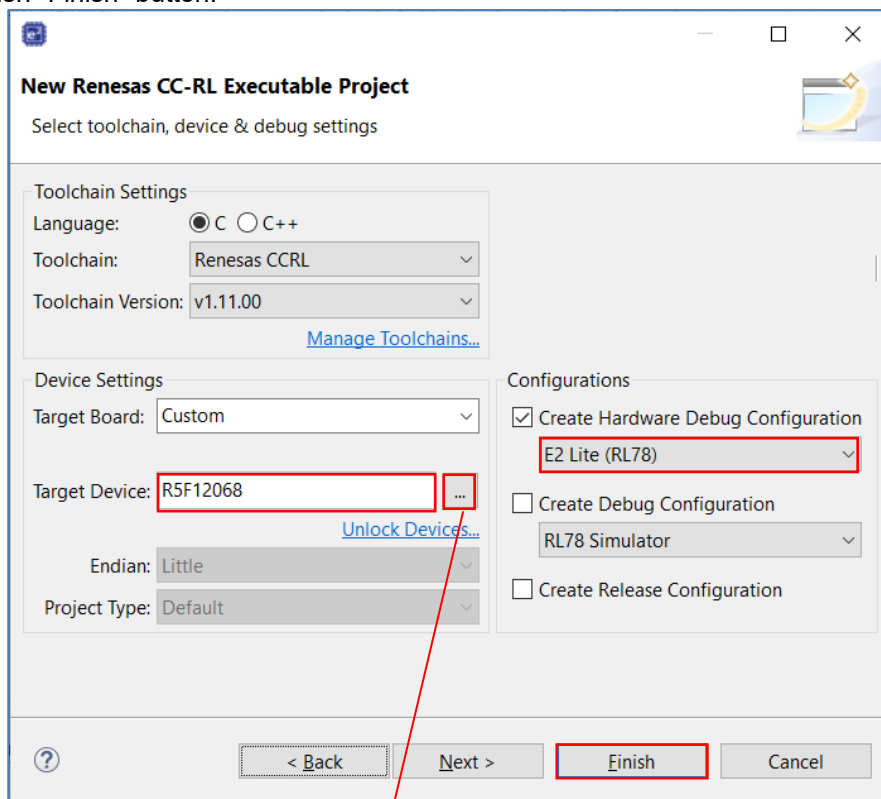 "Finish" button.
New Renesas CC-RL Executable Project
Select toolchain, device & debug settings
Toolchain Settings
Language: C C++
Toolchain: Renesas CCRL
Toolchain Version: v1.11.00
Manage Toolchains...
Device Settings
Target Board: Custom
Target Device: R5F12068 ...
Unlock Devices...
Endian: Little
Project Type: Default
Configurations
Create Hardware Debug Configuration
E2 Lite (RL78)
Create Debug Configuration
RL78 Simulator
Create Release Configuration
?
< Back Next > Finish Cancel